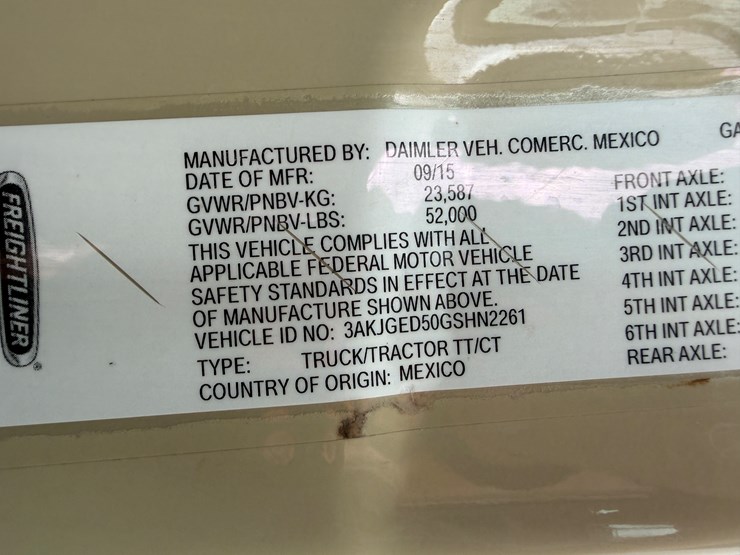 FREIGHTLINER
MANUFACTURED BY: DAIMLER VEH. COMERC. MEXICO
DATE OF MFR: 09/15
GVWR/PNBV-KG: 23,587
GVWR/PNBV-LBS: 52,000
THIS VEHICLE COMPLIES WITH ALL
APPLICABLE FEDERAL MOTOR VEHICLE
SAFETY STANDARDS IN EFFECT AT THE DATE
OF MANUFACTURE SHOWN ABOVE.
VEHICLE ID NO: 3AKJGED50GSHN2261
TYPE: TRUCK/TRACTOR TT/CT
COUNTRY OF ORIGIN: MEXICO
GA
FRONT AXLE:
1ST INT AXLE:
2ND INT AXLE:
3RD INT AXLE:
4TH INT AXLE:
5TH INT AXLE:
6TH INT AXLE:
REAR AXLE: